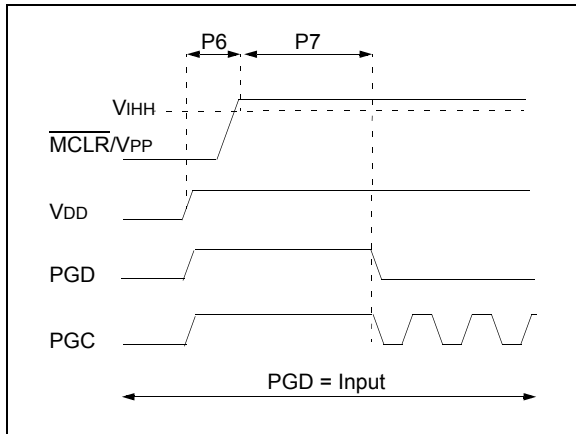 P6 P7
VIHH
MCLR/VPP
VDD
PGD
PGC
PGD = Input